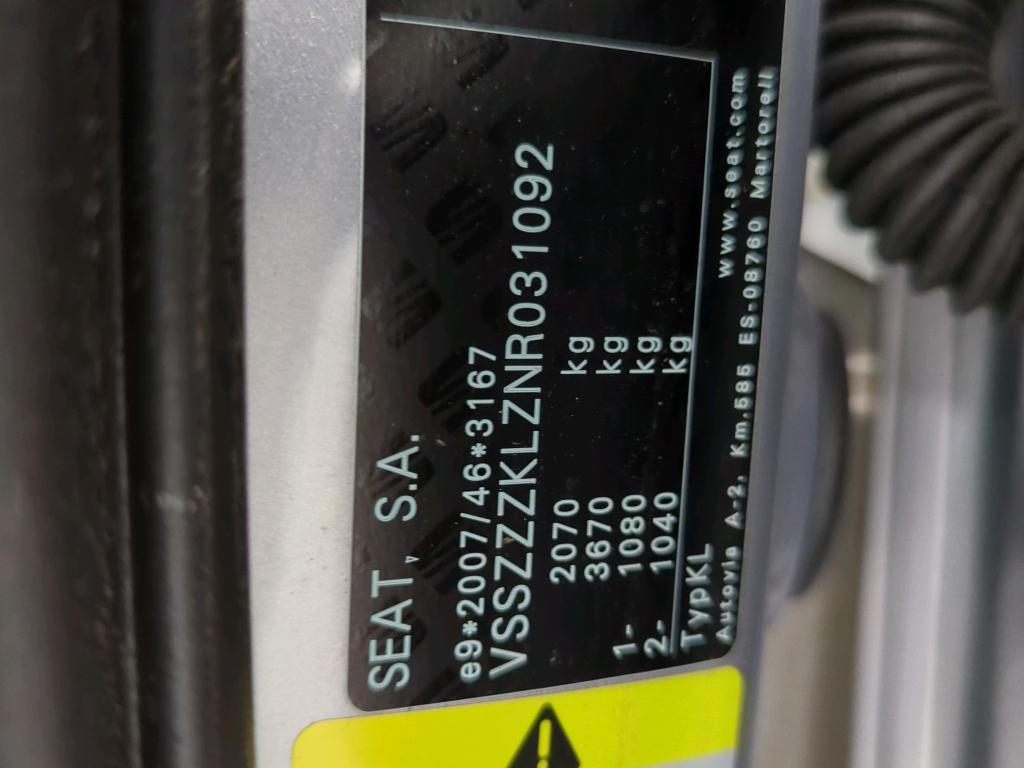 SEAT, S.A.
e9*2007/46*3167
VSSZZZKLZNR031092
2070 kg
3670 kg
1- 1080 kg
2- 1040 kg
TypKL
www.seat.com
Autovia A-2, Km.585 ES-08760 Martorell